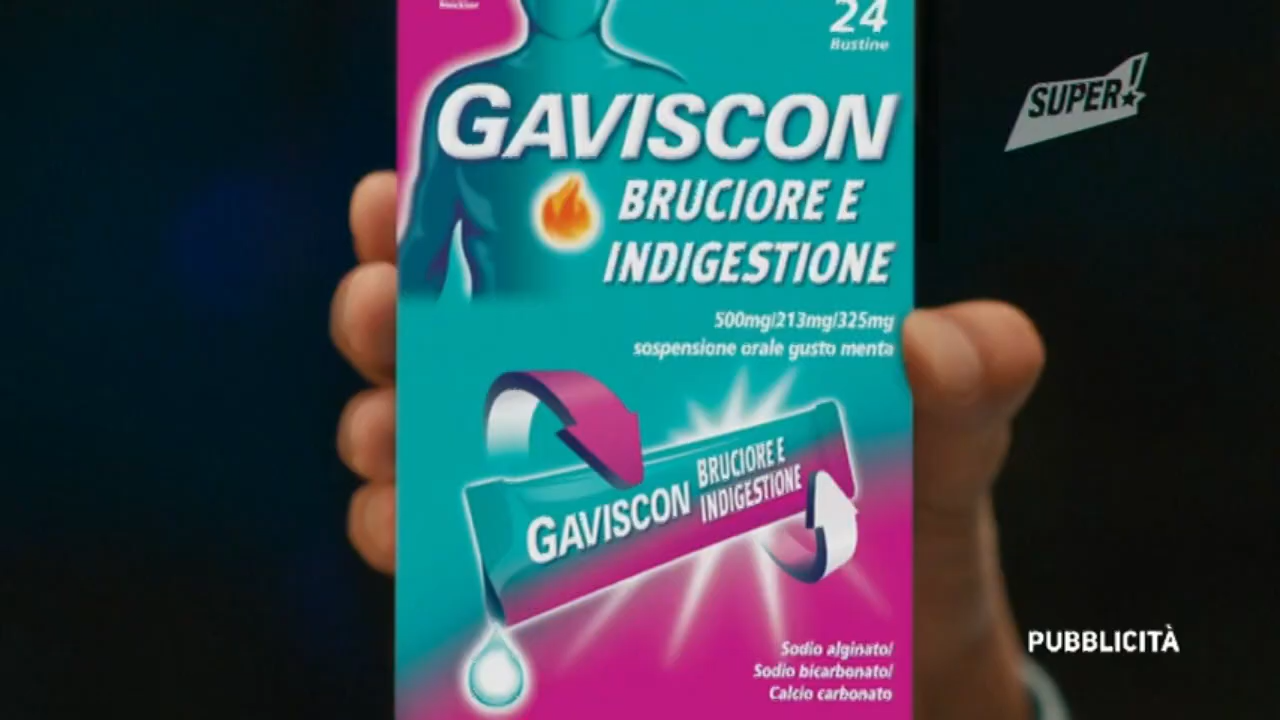 24
Bustine
SUPER!
GAVISCON
BRUCIORE E
INDIGESTIONE
500mg/213mg/325mg
sospensione orale gusto menta
GAVISCON BRUCIORE E
INDIGESTIONE
Sodio alginato/
Sodio bicarbonato/
Calcio carbonato
PUBBLICITÀ